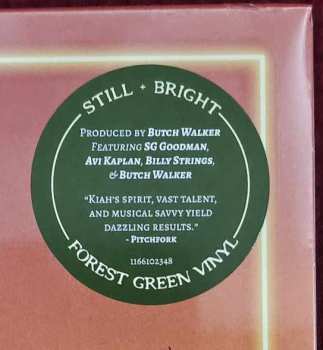 STILL + BRIGHT
PRODUCED BY BUTCH WALKER
FEATURING SG GOODMAN,
AVI KAPLAN, BILLY STRINGS,
& BUTCH WALKER
“KIAH'S SPIRIT, VAST TALENT,
AND MUSICAL SAVVY YIELD
DAZZLING RESULTS.”
- PITCHFORK
1166102348
FOREST GREEN VINYL